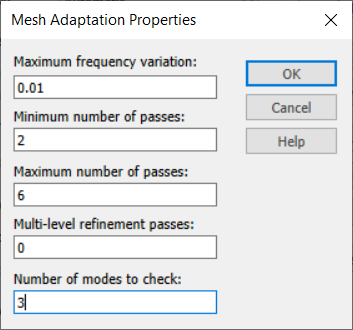 Mesh Adaptation Properties
Maximum frequency variation:
0.01
OK
Cancel
Minimum number of passes:
2
Help
Maximum number of passes:
6
Multi-level refinement passes:
0
Number of modes to check:
3